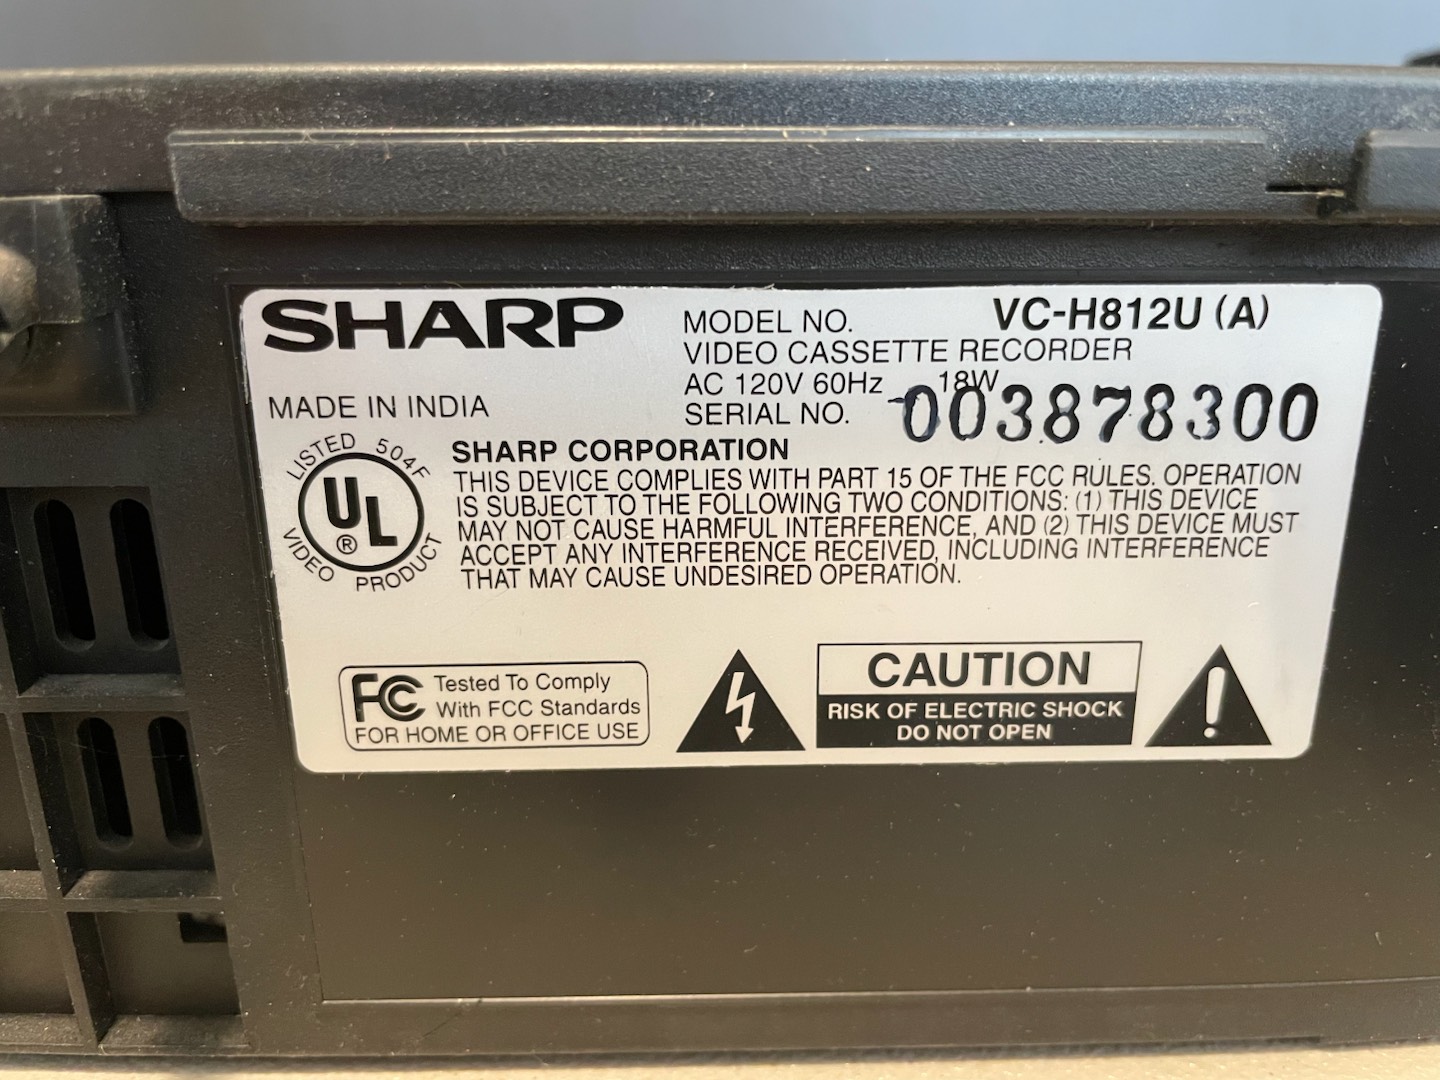 SHARP
MODEL NO. VC-H812U (A)
VIDEO CASSETTE RECORDER
AC 120V 60Hz 18W
SERIAL NO. 003878300
MADE IN INDIA
LISTED 504F
UL
®
VIDEO PRODUCT
SHARP CORPORATION
THIS DEVICE COMPLIES WITH PART 15 OF THE FCC RULES. OPERATION
IS SUBJECT TO THE FOLLOWING TWO CONDITIONS: (1) THIS DEVICE
MAY NOT CAUSE HARMFUL INTERFERENCE, AND (2) THIS DEVICE MUST
ACCEPT ANY INTERFERENCE RECEIVED, INCLUDING INTERFERENCE
THAT MAY CAUSE UNDESIRED OPERATION.
FC Tested To Comply
With FCC Standards
FOR HOME OR OFFICE USE
CAUTION
RISK OF ELECTRIC SHOCK
DO NOT OPEN
!